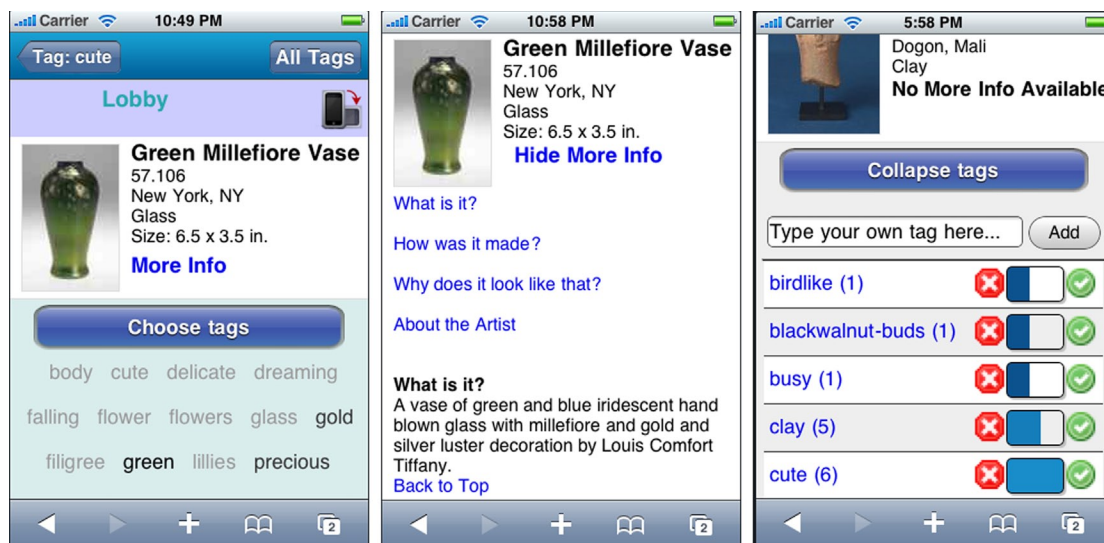 Carrier 10:49 PM
Tag: cute All Tags
Lobby
Green Millefiore Vase
57.106
New York, NY
Glass
Size: 6.5 x 3.5 in.
More Info
Choose tags
body cute delicate dreaming
falling flower flowers glass gold
filigree green lillies precious
2
Carrier 10:58 PM
Green Millefiore Vase
57.106
New York, NY
Glass
Size: 6.5 x 3.5 in.
Hide More Info
What is it?
How was it made?
Why does it look like that?
About the Artist
What is it?
A vase of green and blue iridescent hand
blown glass with millefiore and gold and
silver luster decoration by Louis Comfort
Tiffany.
Back to Top
2
Carrier 5:58 PM
Dogon, Mali
Clay
No More Info Available
Collapse tags
Type your own tag here... Add
birdlike (1)
blackwalnut-buds (1)
busy (1)
clay (5)
cute (6)
2